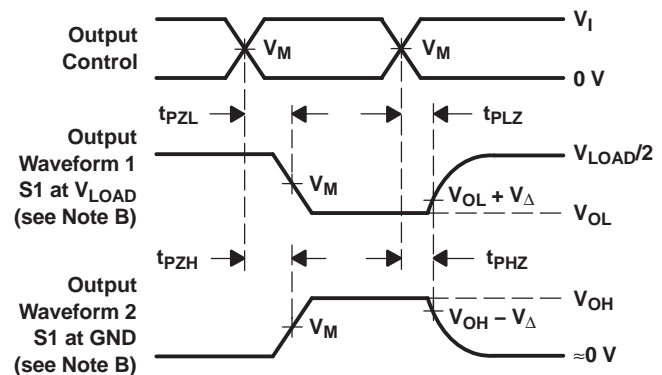 Output
Control
V_M
V_M
V_I
0 V
t_PZL
t_PLZ
Output
Waveform 1
S1 at V_LOAD
(see Note B)
V_M
V_LOAD/2
V_OL + V_Δ
V_OL
t_PZH
t_PHZ
Output
Waveform 2
S1 at GND
(see Note B)
V_M
V_OH
V_OH − V_Δ
≈0 V